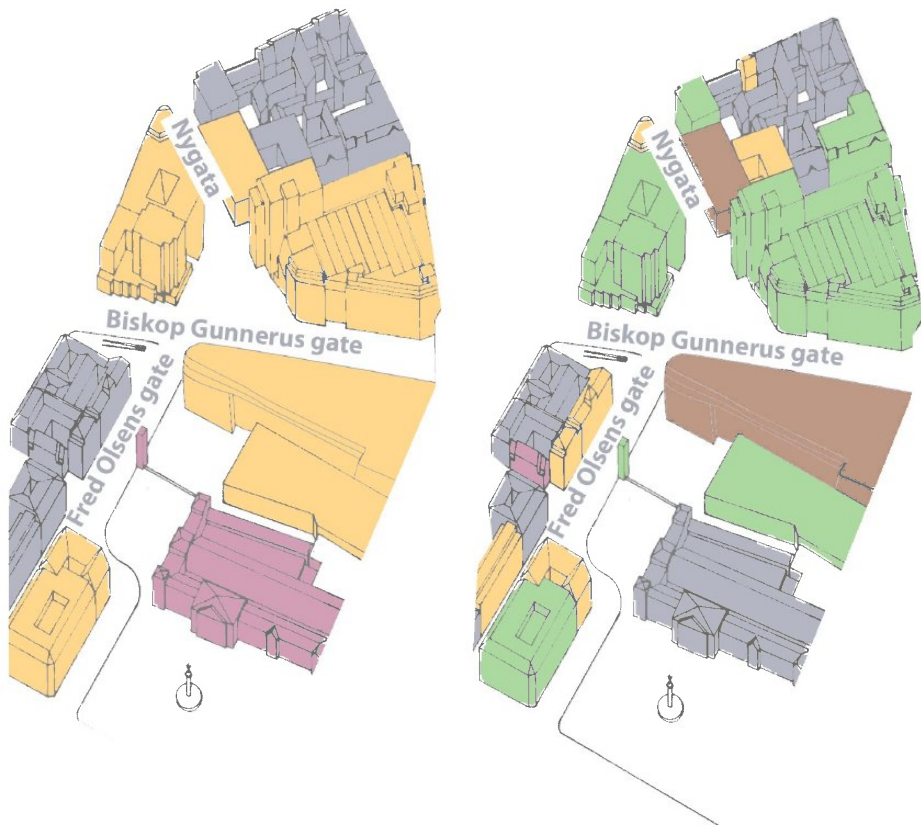 Nygata
Biskop Gunnerus gate
Fred Olsens gate
Nygata
Biskop Gunnerus gate
Fred Olsens gate